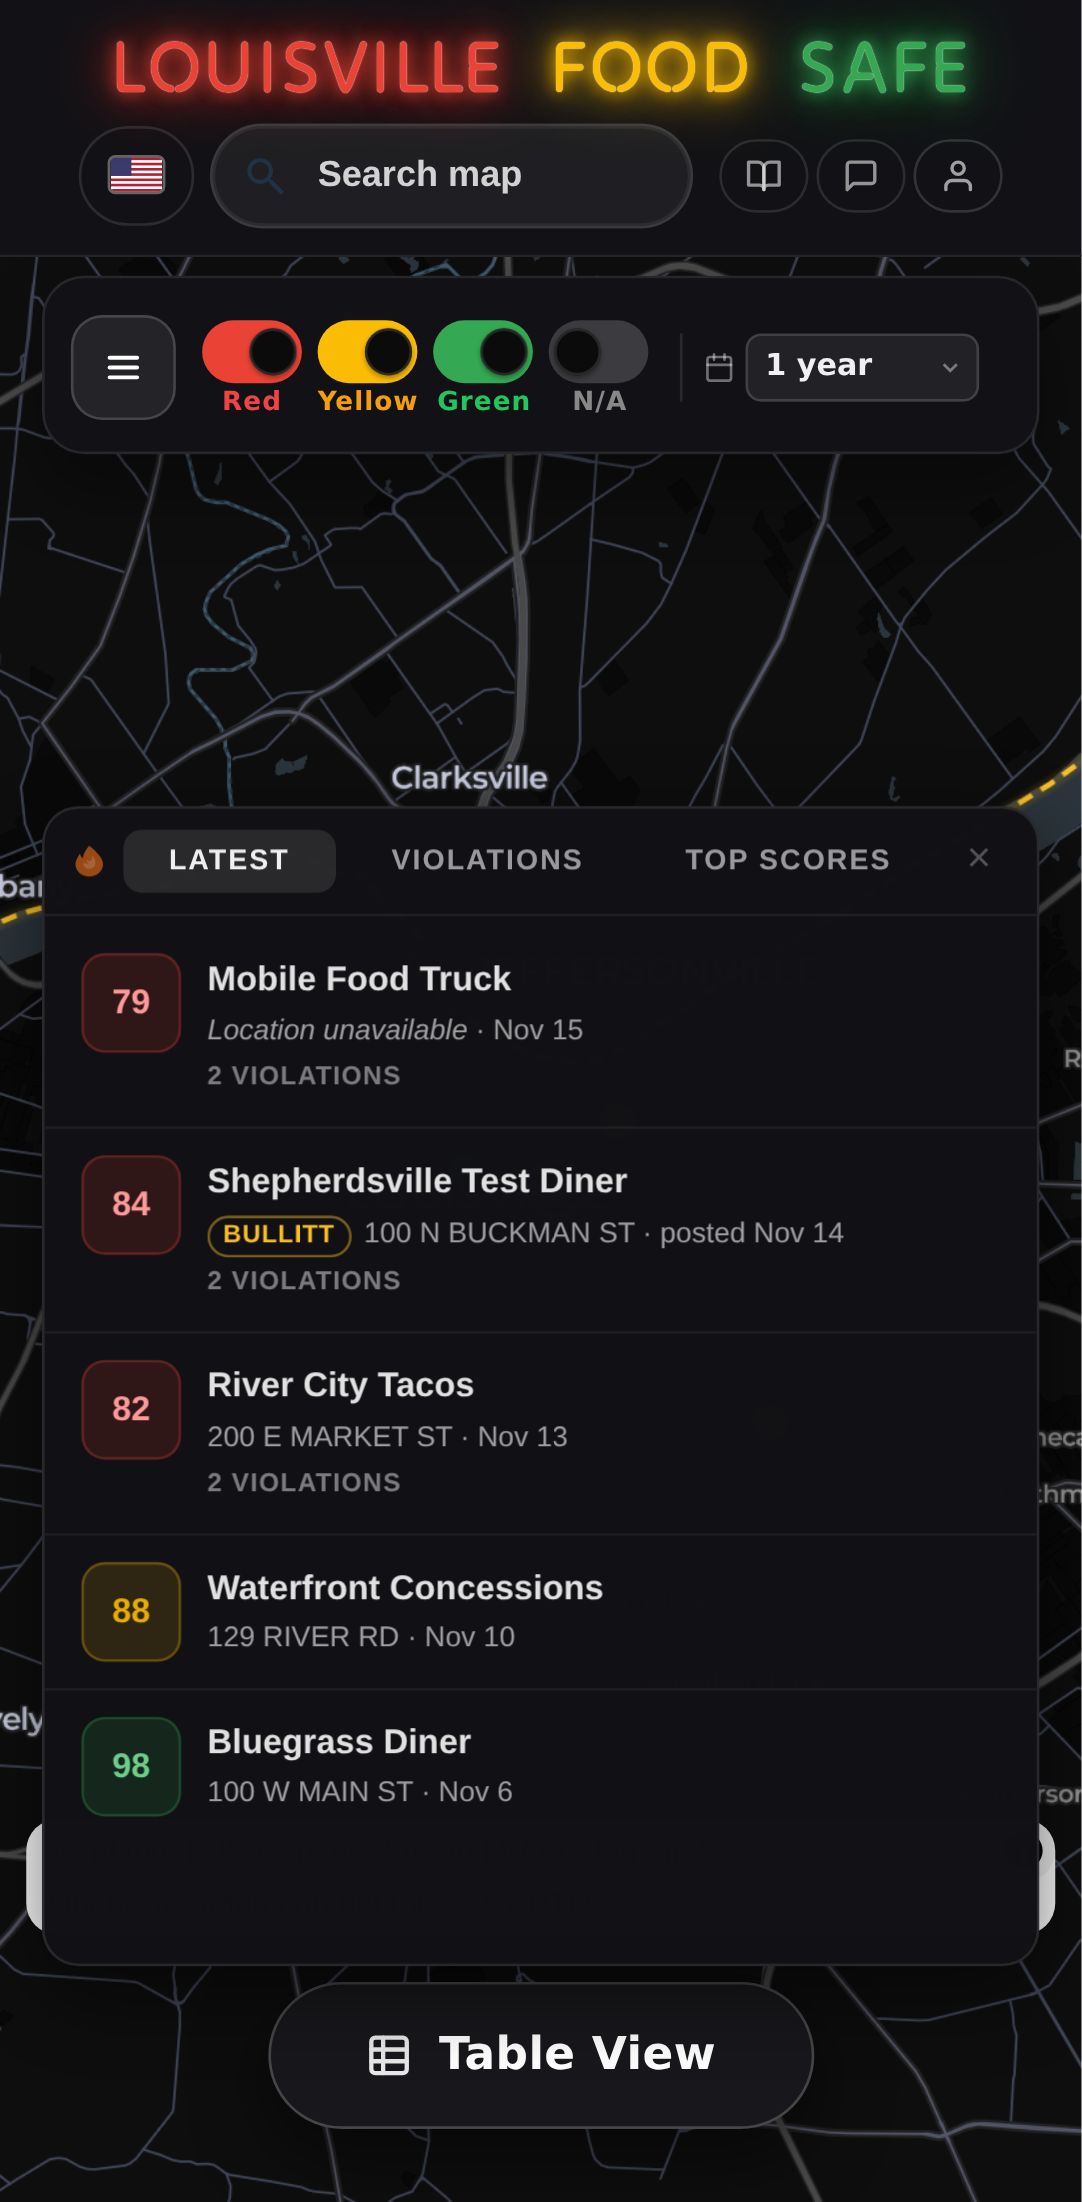 LOUISVILLE FOOD SAFE
Search map
Red Yellow Green N/A
1 year
Clarksville
LATEST VIOLATIONS TOP SCORES
79
Mobile Food Truck
Location unavailable · Nov 15
2 VIOLATIONS
84
Shepherdsville Test Diner
BULLITT 100 N BUCKMAN ST · posted Nov 14
2 VIOLATIONS
82
River City Tacos
200 E MARKET ST · Nov 13
2 VIOLATIONS
88
Waterfront Concessions
129 RIVER RD · Nov 10
98
Bluegrass Diner
100 W MAIN ST · Nov 6
Table View